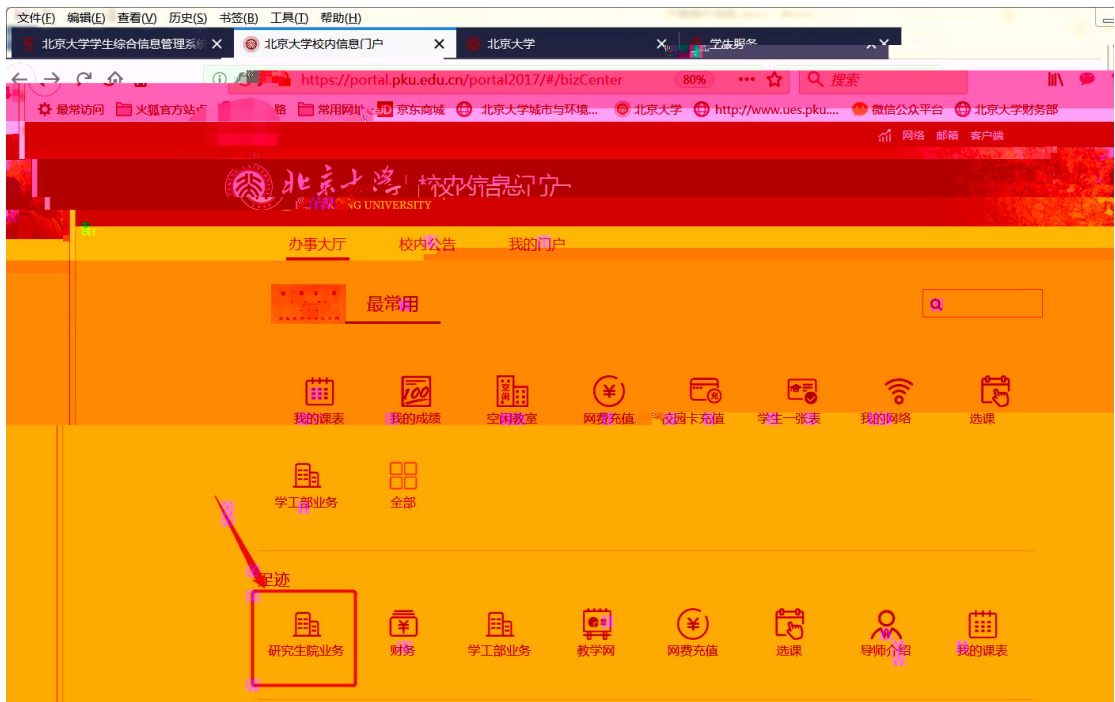 文件(F) 编辑(E) 查看(V) 历史(S) 书签(B) 工具(T) 帮助(H)
北京大学学生综合信息管理系统 北京大学校内信息门户 北京大学
https://portal.pku.edu.cn/portal2017/#/bizCenter 80% 搜索
最常访问 火狐官方站点 常用网址 JD 京东商城 北京大学城市与环境... 北京大学 http://www.ues.pku.... 微信公众平台 北京大学财务部
网络 邮箱 客户端
北京大学 校内信息门户
UNIVERSITY
办事大厅 校内公告 我的门户
最常用
我的课表 我的成绩 空闲教室 网费充值 校园卡充值 学生一张表 我的网络 选课
学工部业务 全部
足迹
研究生院业务 财务 学工部业务 教学网 网费充值 选课 导师介绍 我的课表